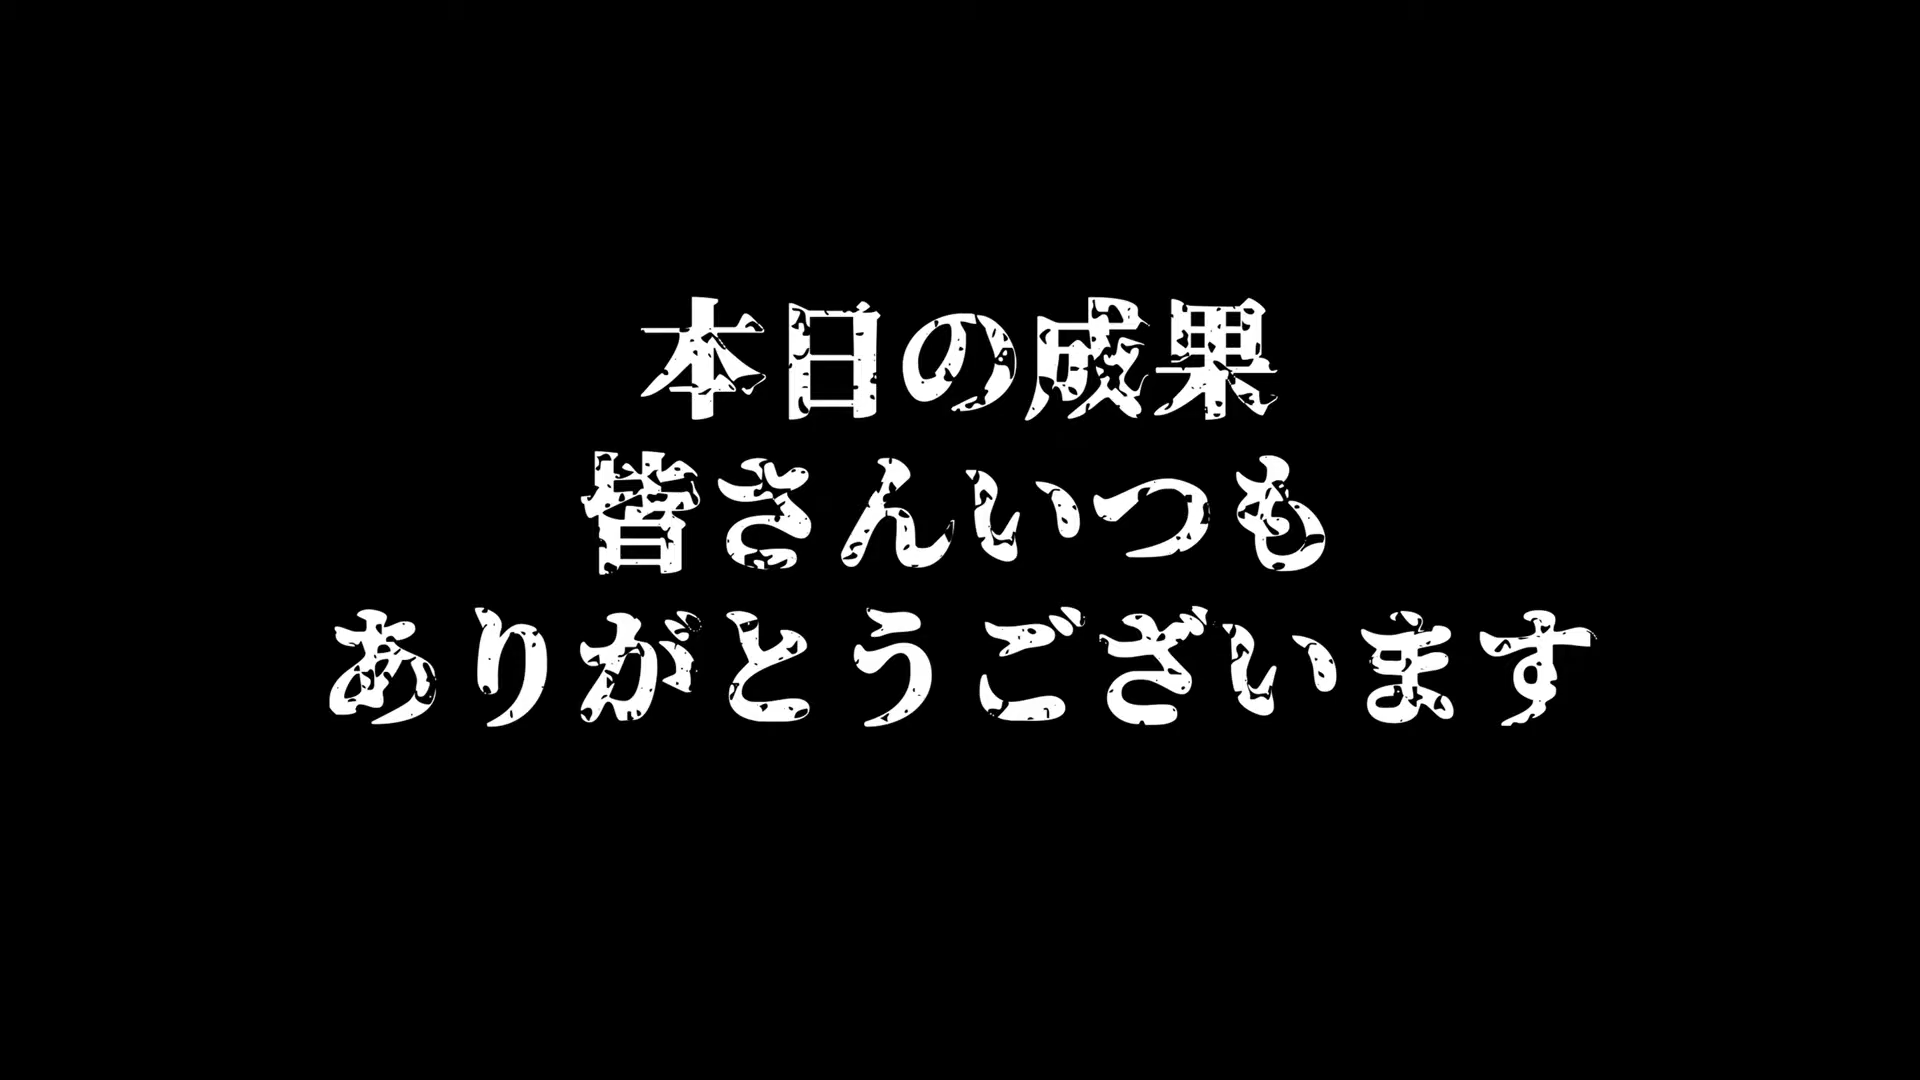 本日の成果
皆さんいつも
ありがとうございます